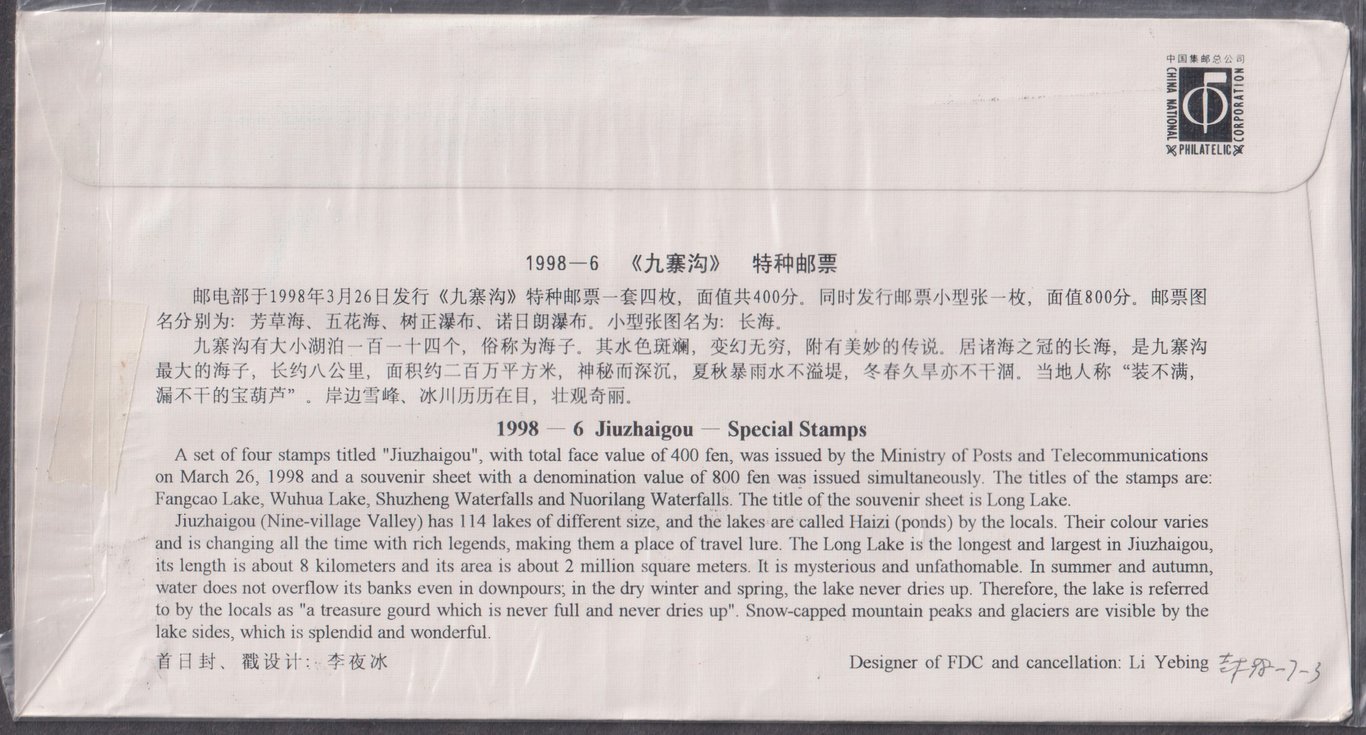 中国集邮总公司
CHINA NATIONAL
PHILATELIC
CORPORATION
1998—6 《九寨沟》 特种邮票
邮电部于1998年3月26日发行《九寨沟》特种邮票一套四枚，面值共400分。同时发行邮票小型张一枚，面值800分。邮票图
名分别为：芳草海、五花海、树正瀑布、诺日朗瀑布。小型张图名为：长海。
九寨沟有大小湖泊一百一十四个，俗称为海子。其水色斑斓，变幻无穷，附有美妙的传说。居诸海之冠的长海，是九寨沟
最大的海子，长约八公里，面积约二百万平方米，神秘而深沉，夏秋暴雨水不溢堤，冬春久旱亦不干涸。当地人称“装不满，
漏不干的宝葫芦”。岸边雪峰、冰川历历在目，壮观奇丽。
1998 — 6 Jiuzhaigou — Special Stamps
A set of four stamps titled "Jiuzhaigou", with total face value of 400 fen, was issued by the Ministry of Posts and Telecommunications
on March 26, 1998 and a souvenir sheet with a denomination value of 800 fen was issued simultaneously. The titles of the stamps are:
Fangcao Lake, Wuhua Lake, Shuzheng Waterfalls and Nuorilang Waterfalls. The title of the souvenir sheet is Long Lake.
Jiuzhaigou (Nine-village Valley) has 114 lakes of different size, and the lakes are called Haizi (ponds) by the locals. Their colour varies
and is changing all the time with rich legends, making them a place of travel lure. The Long Lake is the longest and largest in Jiuzhaigou,
its length is about 8 kilometers and its area is about 2 million square meters. It is mysterious and unfathomable. In summer and autumn,
water does not overflow its banks even in downpours; in the dry winter and spring, the lake never dries up. Therefore, the lake is referred
to by the locals as "a treasure gourd which is never full and never dries up". Snow-capped mountain peaks and glaciers are visible by the
lake sides, which is splendid and wonderful.
首日封、戳设计：李夜冰
Designer of FDC and cancellation: Li Yebing
98-7-3